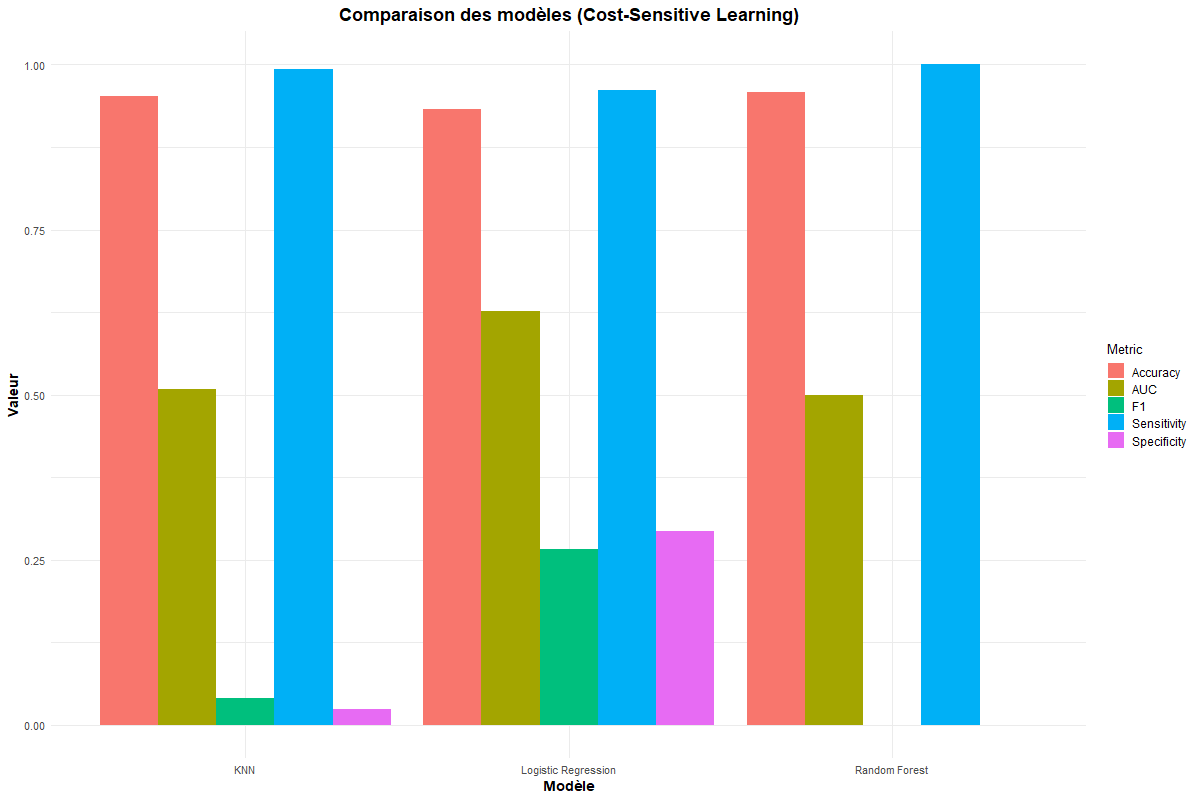 Comparaison des modèles (Cost-Sensitive Learning)
Valeur
1.00
0.75
0.50
0.25
0.00
KNN
Logistic Regression
Random Forest
Modèle
Metric
Accuracy
AUC
F1
Sensitivity
Specificity